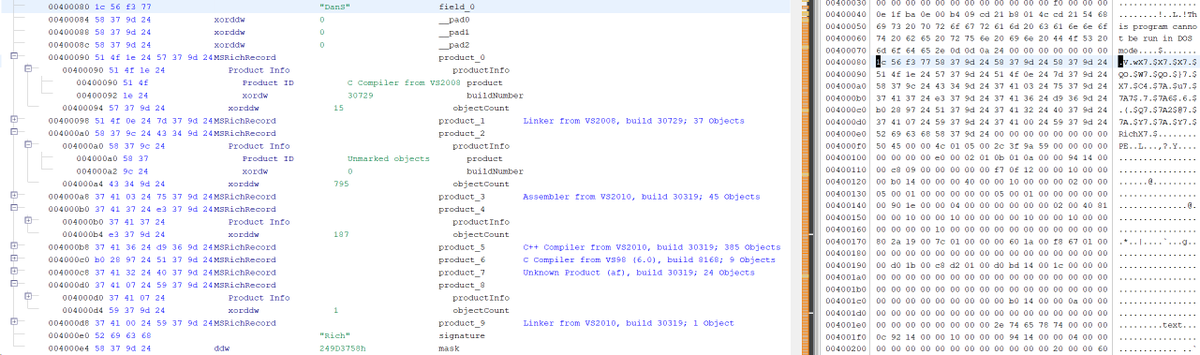 00400080 1c 56 f3 77 "DanS" field_0
00400084 58 37 9d 24 xorddw 0 __pad0
00400088 58 37 9d 24 xorddw 0 __pad1
0040008c 58 37 9d 24 xorddw 0 __pad2
00400090 51 4f 1e 24 57 37 9d 24MSRichRecord product_0
00400090 51 4f 1e 24 Product Info productInfo
00400090 51 4f Product ID C Compiler from VS2008 product
00400092 1e 24 xordw 30729 buildNumber
00400094 57 37 9d 24 xorddw 15 objectCount
00400098 51 4f 0e 24 7d 37 9d 24MSRichRecord product_1 Linker from VS2008, build 30729; 37 Objects
004000a0 58 37 9c 24 43 34 9d 24MSRichRecord product_2
004000a0 58 37 9c 24 Product Info productInfo
004000a0 58 37 Product ID Unmarked objects product
004000a2 9c 24 xordw 0 buildNumber
004000a4 43 34 9d 24 xorddw 795 objectCount
004000a8 37 41 03 24 75 37 9d 24MSRichRecord product_3 Assembler from VS2010, build 30319; 45 Objects
004000b0 37 41 37 24 e3 37 9d 24MSRichRecord product_4
004000b0 37 41 37 24 Product Info productInfo
004000b4 e3 37 9d 24 xorddw 187 objectCount
004000b8 37 41 36 24 d9 36 9d 24MSRichRecord product_5 C++ Compiler from VS2010, build 30319; 385 Objects
004000c0 b0 28 97 24 51 37 9d 24MSRichRecord product_6 C Compiler from VS98 (6.0), build 8168; 9 Objects
004000c8 37 41 32 24 40 37 9d 24MSRichRecord product_7 Unknown Product (af), build 30319; 24 Objects
004000d0 37 41 07 24 59 37 9d 24MSRichRecord product_8
004000d0 37 41 07 24 Product Info productInfo
004000d4 59 37 9d 24 xorddw 1 objectCount
004000d8 37 41 00 24 59 37 9d 24MSRichRecord product_9 Linker from VS2010, build 30319; 1 Object
004000e0 52 69 63 68 "Rich" signature
004000e4 58 37 9d 24 ddw 249D3758h mask
00400030 00 00 00 00 00 00 00 00 00 00 00 00 f0 00 00 00
00400040 0e 1f ba 0e 00 b4 09 cd 21 b8 01 4c cd 21 54 68 ........!..L.!Th
00400050 69 73 20 70 72 6f 67 72 61 6d 20 63 61 6e 6e 6f is program canno
00400060 74 20 62 65 20 72 75 6e 20 69 6e 20 44 4f 53 20 t be run in DOS
00400070 6d 6f 64 65 2e 0d 0d 0a 24 00 00 00 00 00 00 00 mode....$.......
00400080 1c 56 f3 77 58 37 9d 24 58 37 9d 24 58 37 9d 24 .V.wX7.$X7.$X7.$
00400090 51 4f 1e 24 57 37 9d 24 51 4f 0e 24 7d 37 9d 24 QO.$W7.$QO.$}7.$
004000a0 58 37 9c 24 43 34 9d 24 37 41 03 24 75 37 9d 24 X7.$C4.$7A.$u7.$
004000b0 37 41 37 24 e3 37 9d 24 37 41 36 24 d9 36 9d 24 7A7$.7.$7A6$.6.$
004000c0 b0 28 97 24 51 37 9d 24 37 41 32 24 40 37 9d 24 .(.$Q7.$7A2$@7.$
004000d0 37 41 07 24 59 37 9d 24 37 41 00 24 59 37 9d 24 7A.$Y7.$7A.$Y7.$
004000e0 52 69 63 68 58 37 9d 24 00 00 00 00 00 00 00 00 RichX7.$........
004000f0 50 45 00 00 4c 01 05 00 2c 3f 9a 59 00 00 00 00 PE..L...,?.Y....
00400100 00 00 00 00 e0 00 02 01 0b 01 0a 00 00 94 14 00 ................
00400110 00 c8 09 00 00 00 00 00 f7 0f 12 00 00 10 00 00 ................
00400120 00 b0 14 00 00 00 40 00 00 10 00 00 00 02 00 00 ......@.........
00400130 05 00 01 00 00 00 00 00 05 00 01 00 00 00 00 00 ................
00400140 00 90 1e 00 00 04 00 00 00 00 00 00 02 00 40 81 ..............@.
00400150 00 00 10 00 00 10 00 00 00 00 10 00 00 10 00 00 ................
00400160 00 00 00 00 10 00 00 00 00 00 00 00 00 00 00 00 ................
00400170 80 2a 19 00 7c 01 00 00 00 60 1a 00 f8 67 01 00 .*..|....`...g..
00400180 00 00 00 00 00 00 00 00 00 00 00 00 00 00 00 00 ................
00400190 00 d0 1b 00 c8 d2 01 00 d0 bd 14 00 1c 00 00 00 ................
004001a0 00 00 00 00 00 00 00 00 00 00 00 00 00 00 00 00 ................
004001b0 00 00 00 00 00 00 00 00 00 00 00 00 00 00 00 00 ................
004001c0 00 00 00 00 00 00 00 00 00 b0 14 00 00 0a 00 00 ................
004001d0 00 00 00 00 00 00 00 00 00 00 00 00 00 00 00 00 ................
004001e0 00 00 00 00 00 00 00 00 2e 74 65 78 74 00 00 00 .........text...
004001f0 0c 92 14 00 00 10 00 00 00 94 14 00 00 04 00 00 ................
00400200 00 00 00 00 00 00 00 00 00 00 00 00 20 00 00 60